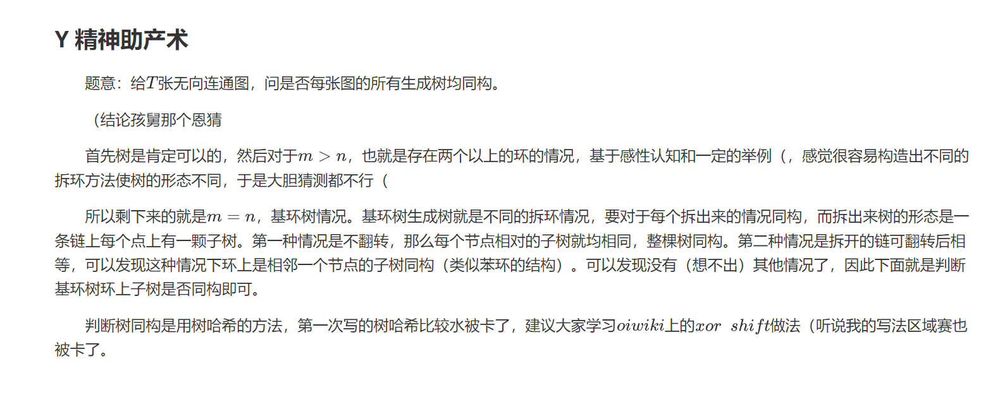 Y 精神助产术
题意：给T张无向连通图，问是否每张图的所有生成树均同构。
（结论孩舅那个恩猜
首先树是肯定可以的，然后对于m > n，也就是存在两个以上的环的情况，基于感性认知和一定的举例（，感觉很容易构造出不同的
拆环方法使树的形态不同，于是大胆猜测都不行（
所以剩下来的就是m = n，基环树情况。基环树生成树就是不同的拆环情况，要对于每个拆出来的情况同构，而拆出来树的形态是一
条链上每个点上有一颗子树。第一种情况是不翻转，那么每个节点相对的子树就均相同，整棵树同构。第二种情况是拆开的链可翻转后相
等，可以发现这种情况下环上是相邻一个节点的子树同构（类似苯环的结构）。可以发现没有（想不出）其他情况了，因此下面就是判断
基环树环上子树是否同构即可。
判断树同构是用树哈希的方法，第一次写的树哈希比较水被卡了，建议大家学习oiwiki上的xor shift做法（听说我的写法区域赛也
被卡了。